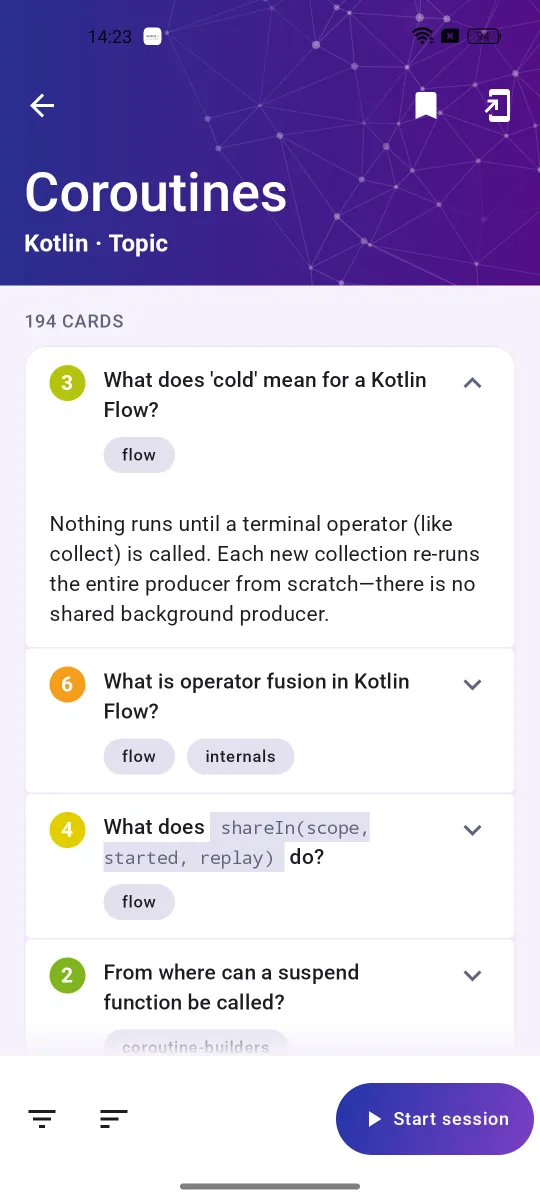 14:23
94
Coroutines
Kotlin · Topic
194 CARDS
3
What does 'cold' mean for a Kotlin
Flow?
flow
Nothing runs until a terminal operator (like
collect) is called. Each new collection re-runs
the entire producer from scratch—there is no
shared background producer.
6
What is operator fusion in Kotlin
Flow?
flow internals
4
What does shareIn(scope,
started, replay) do?
flow
2
From where can a suspend
function be called?
coroutine-builders
Start session